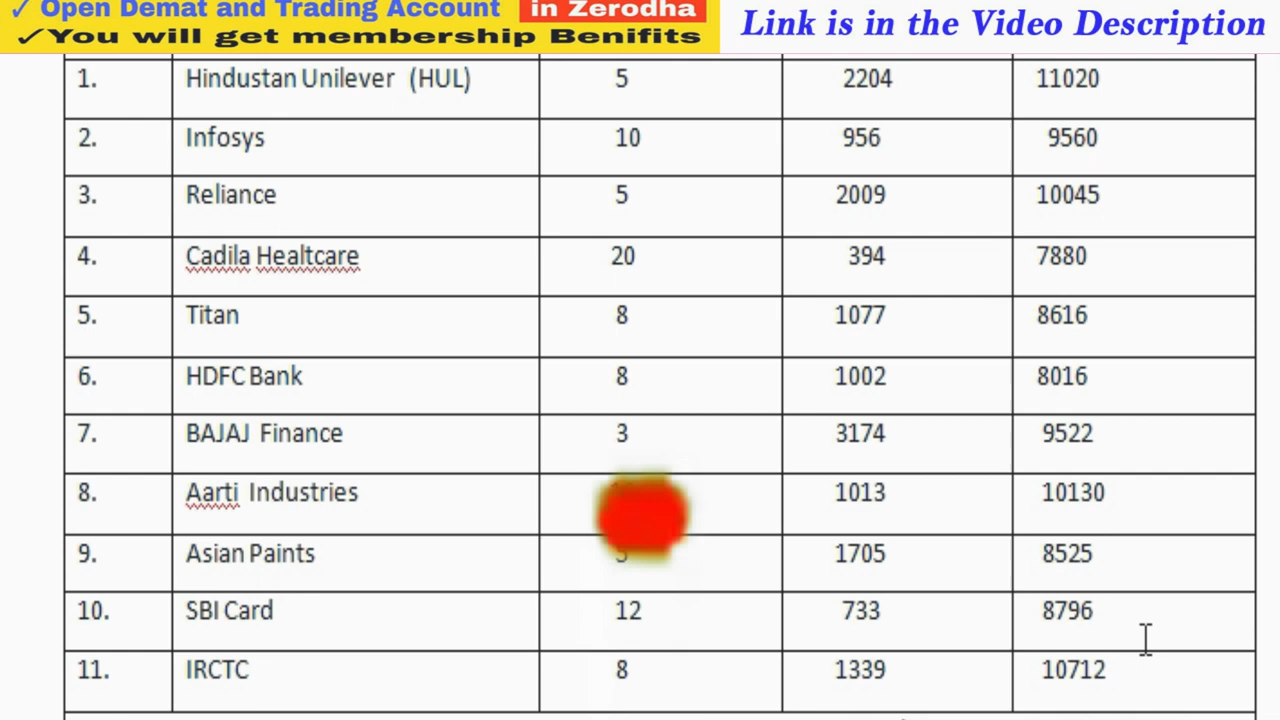 ✓ Open Demat and Trading Account in Zerodha
✓You will get membership Benifits
Link is in the Video Description
1. Hindustan Unilever (HUL) 5 2204 11020
2. Infosys 10 956 9560
3. Reliance 5 2009 10045
4. Cadila Healtcare 20 394 7880
5. Titan 8 1077 8616
6. HDFC Bank 8 1002 8016
7. BAJAJ Finance 3 3174 9522
8. Aarti Industries 1013 10130
9. Asian Paints 5 1705 8525
10. SBI Card 12 733 8796
11. IRCTC 8 1339 10712